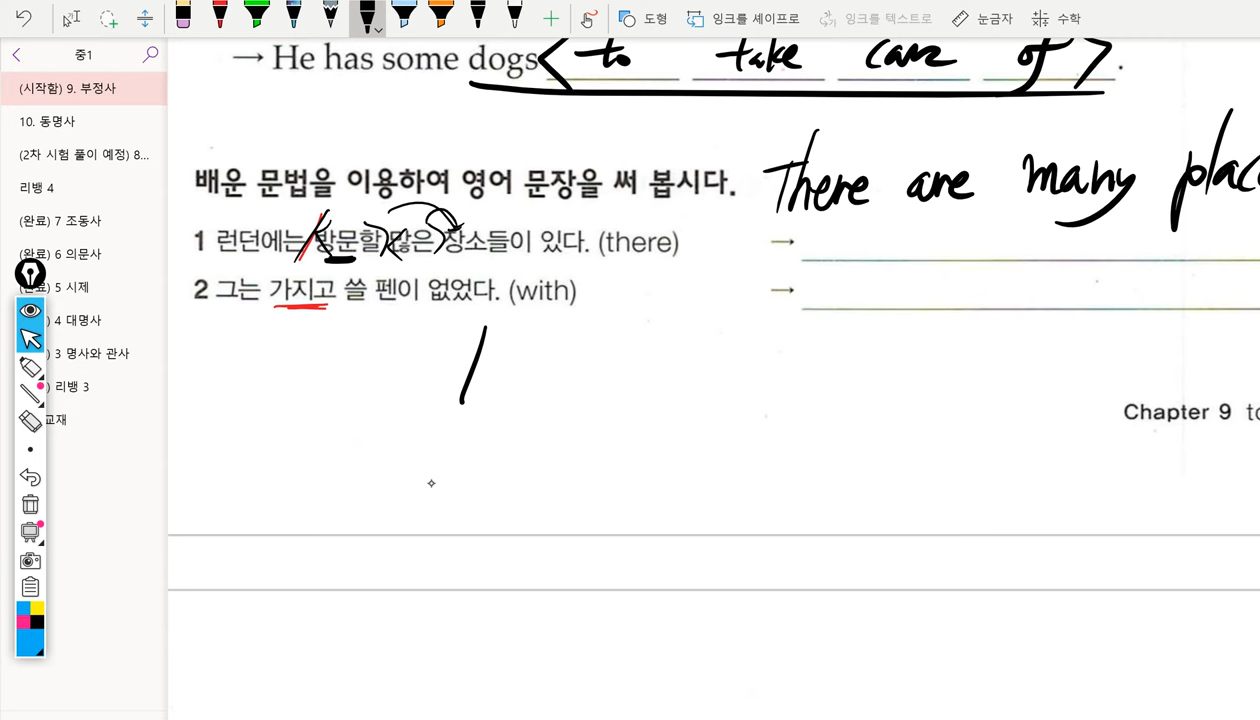 도형
잉크를 셰이프로
잉크를 텍스트로
눈금자
수학
중1
(시작함) 9. 부정사
10. 동명사
(2차 시험 풀이 예정) 8...
리뱅 4
(완료) 7 조동사
(완료) 6 의문사
) 5 시제
) 4 대명사
) 3 명사와 관사
) 리뱅 3
교재
→ He has some dogs to take care of .
배운 문법을 이용하여 영어 문장을 써 봅시다. There are many plac
1 런던에는 방문할 많은 장소들이 있다. (there) →
2 그는 가지고 쓸 펜이 없었다. (with) →
Chapter 9 to